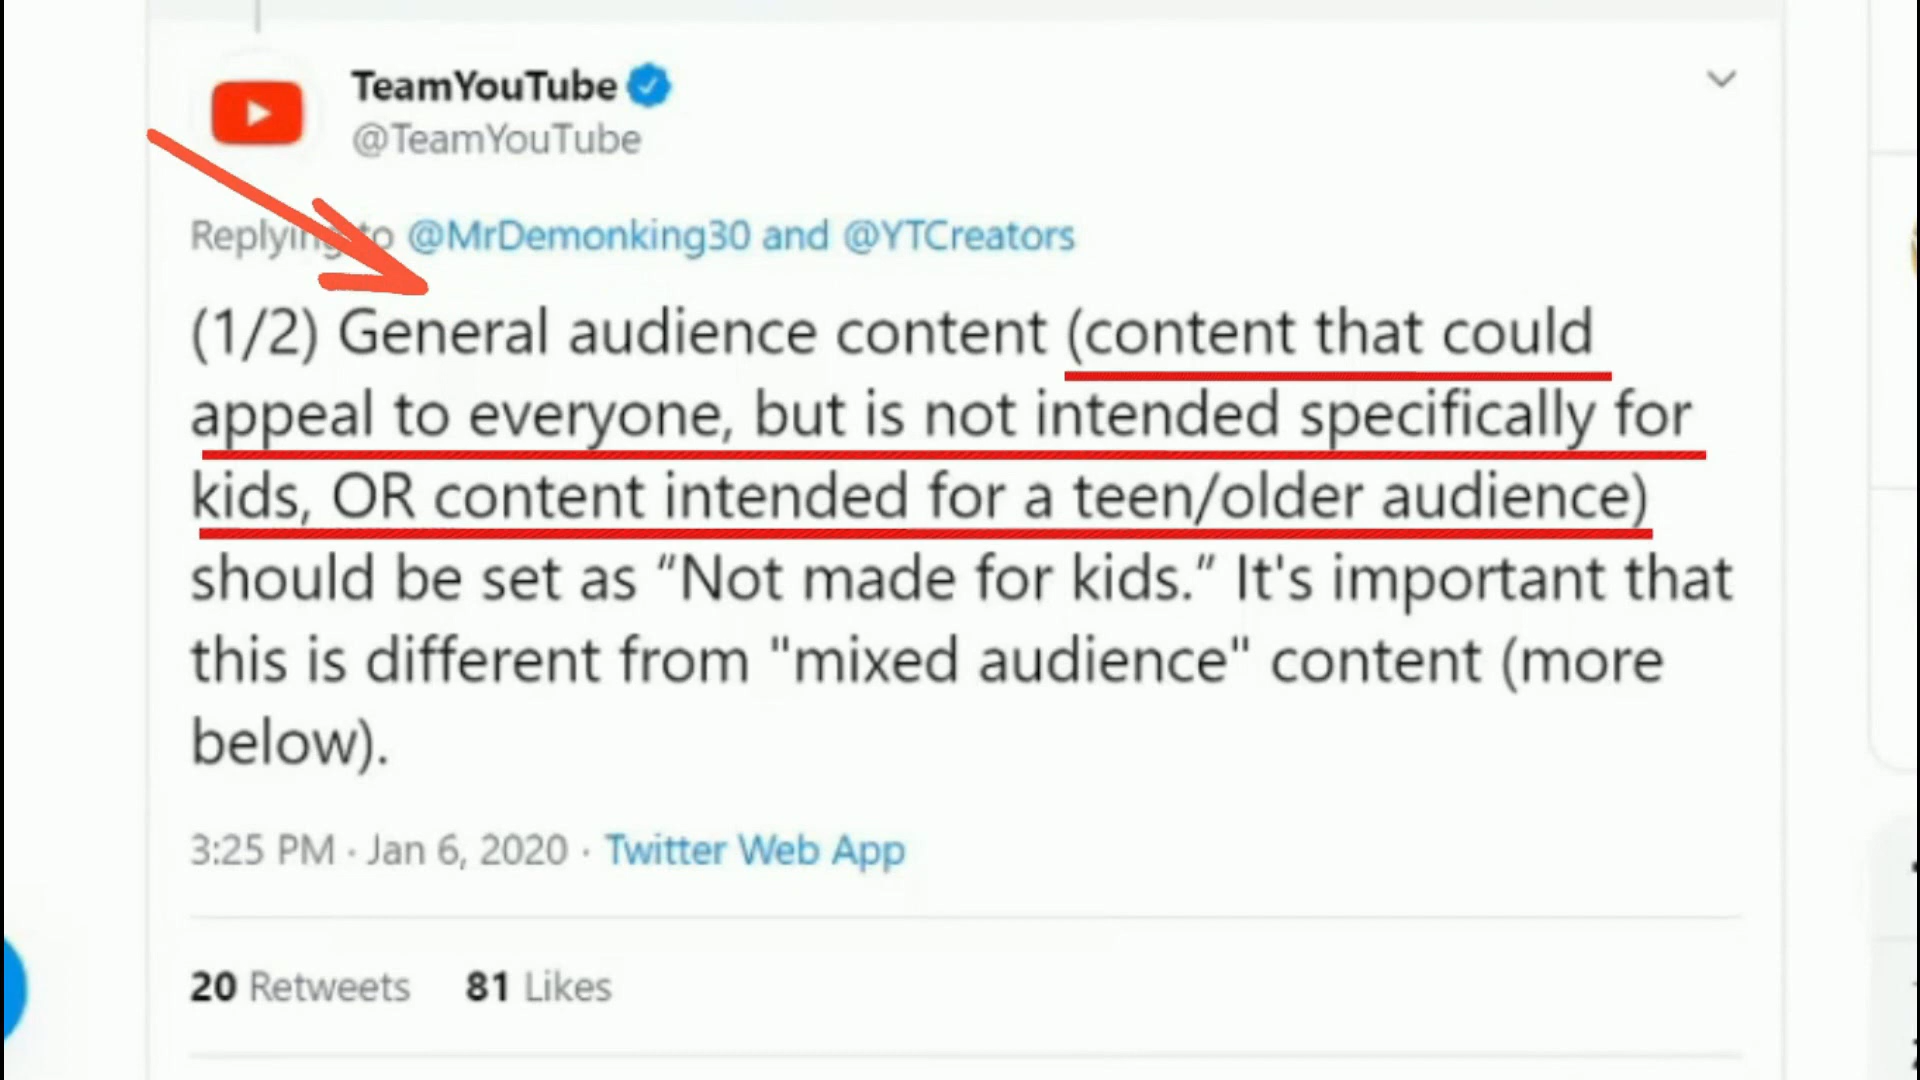 TeamYouTube
@TeamYouTube
Replying to @MrDemonking30 and @YTCreators
(1/2) General audience content (content that could
appeal to everyone, but is not intended specifically for
kids, OR content intended for a teen/older audience)
should be set as “Not made for kids.” It's important that
this is different from "mixed audience" content (more
below).
3:25 PM · Jan 6, 2020 · Twitter Web App
20 Retweets 81 Likes